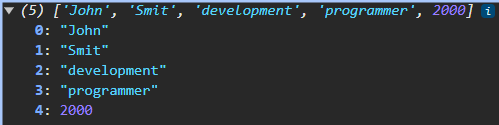 (5) ['John', 'Smit', 'development', 'programmer', 2000] i
0: "John"
1: "Smit"
2: "development"
3: "programmer"
4: 2000